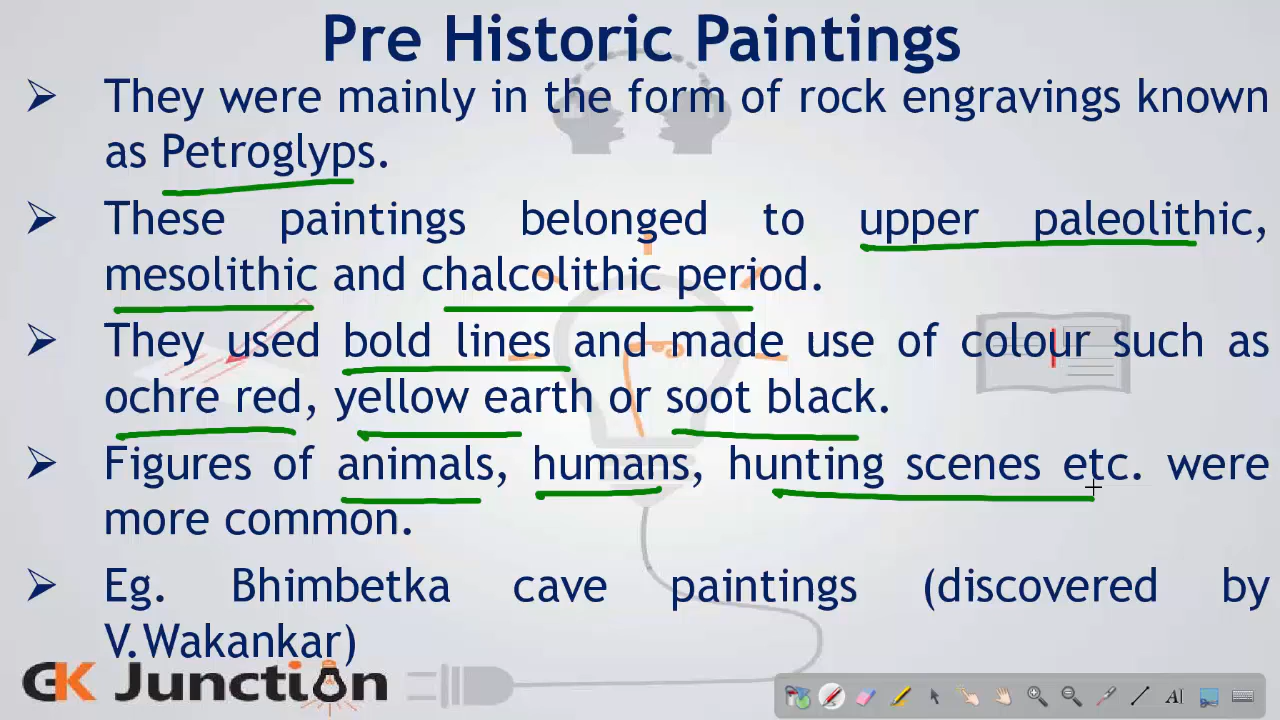 Pre Historic Paintings
➢ They were mainly in the form of rock engravings known
as Petroglyps.
➢ These paintings belonged to upper paleolithic,
mesolithic and chalcolithic period.
➢ They used bold lines and made use of colour such as
ochre red, yellow earth or soot black.
➢ Figures of animals, humans, hunting scenes etc. were
more common.
➢ Eg. Bhimbetka cave paintings (discovered by
V.Wakankar)
GK Junction